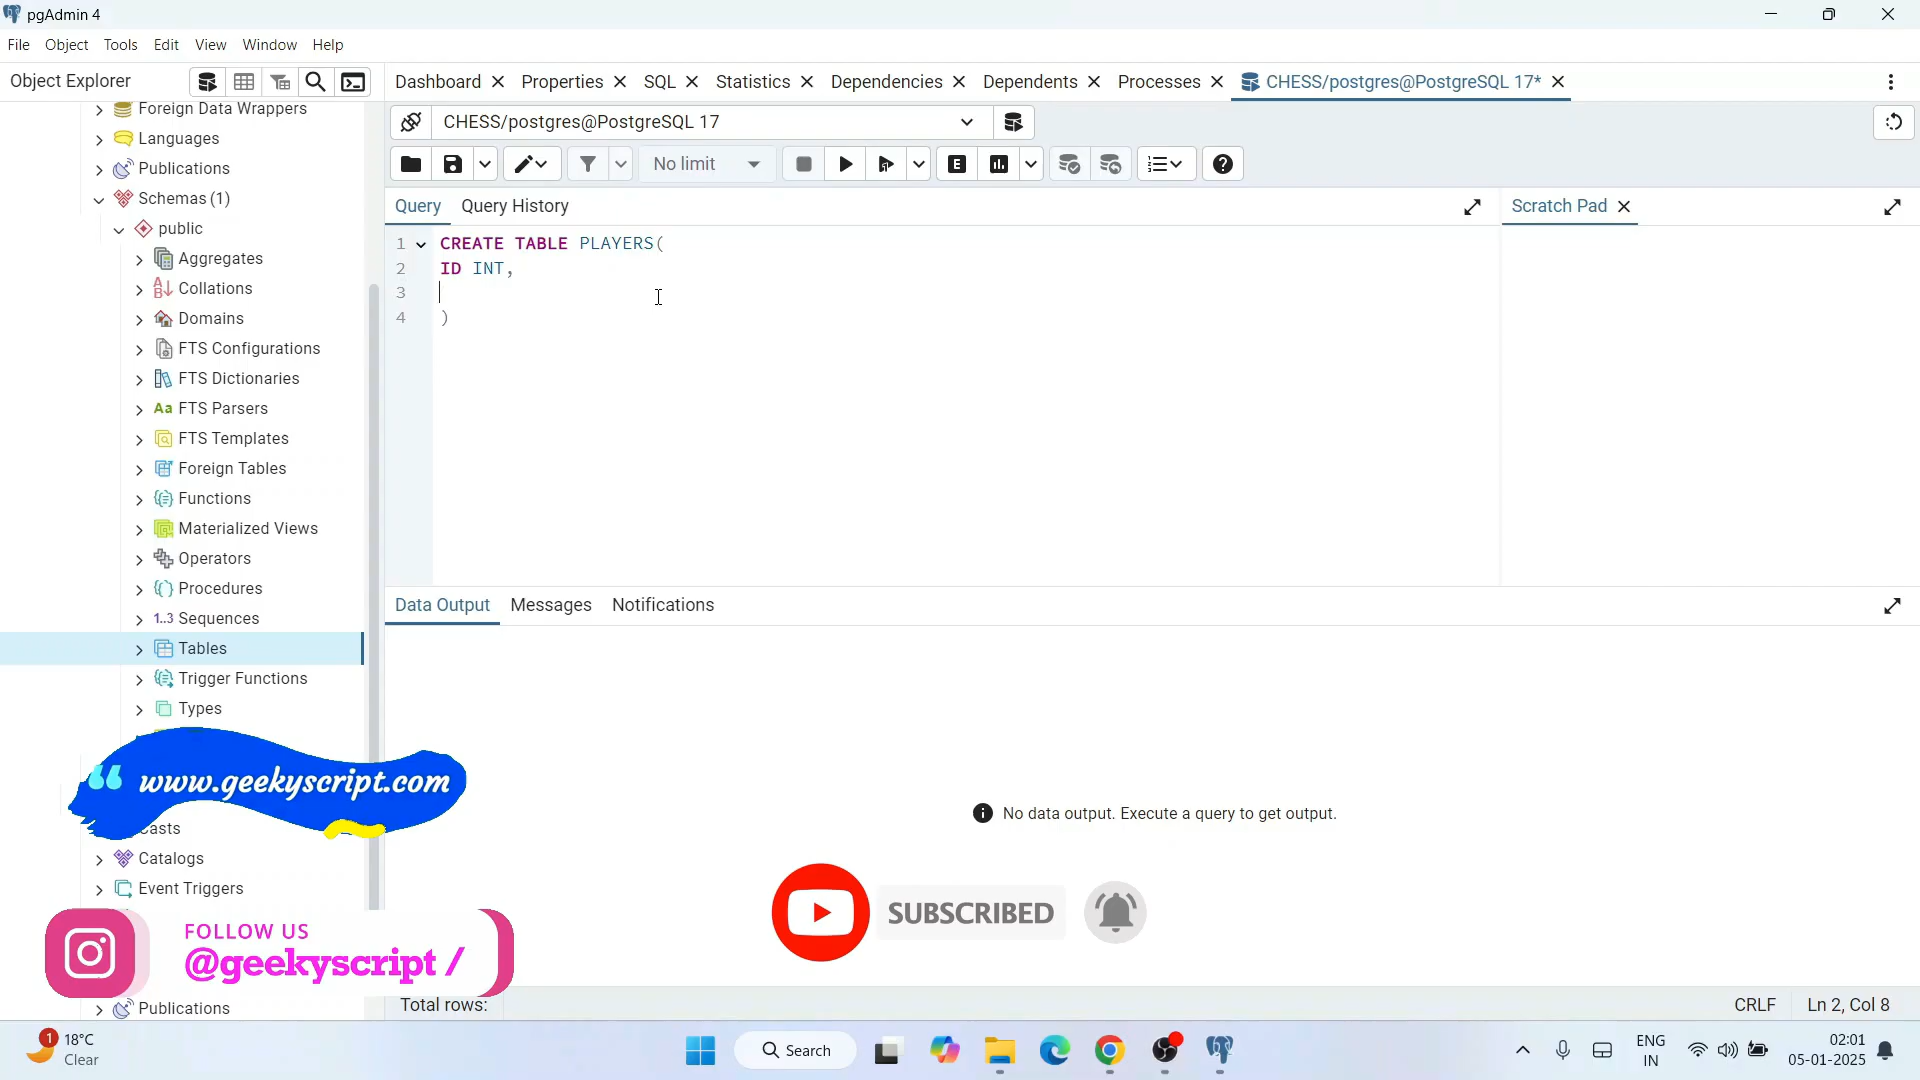 pgAdmin 4
File Object Tools Edit View Window Help
Object Explorer
Dashboard Properties SQL Statistics Dependencies Dependents Processes CHESS/postgres@PostgreSQL 17*
Foreign Data Wrappers
CHESS/postgres@PostgreSQL 17
Languages
Publications
No limit
E
Schemas (1)
Query Query History
Scratch Pad
public
1 CREATE TABLE PLAYERS(
2 ID INT,
3
4 )
Aggregates
Collations
Domains
FTS Configurations
FTS Dictionaries
Aa FTS Parsers
FTS Templates
Foreign Tables
Functions
Materialized Views
Operators
Procedures
1..3 Sequences
Tables
Trigger Functions
Types
Data Output Messages Notifications
No data output. Execute a query to get output.
“ www.geekyscript.com
Casts
Catalogs
Event Triggers
FOLLOW US
@geekyscript /
SUBSCRIBED
Publications
Total rows:
CRLF
Ln 2, Col 8
1
18°C
Clear
Search
ENG
IN
02:01
05-01-2025